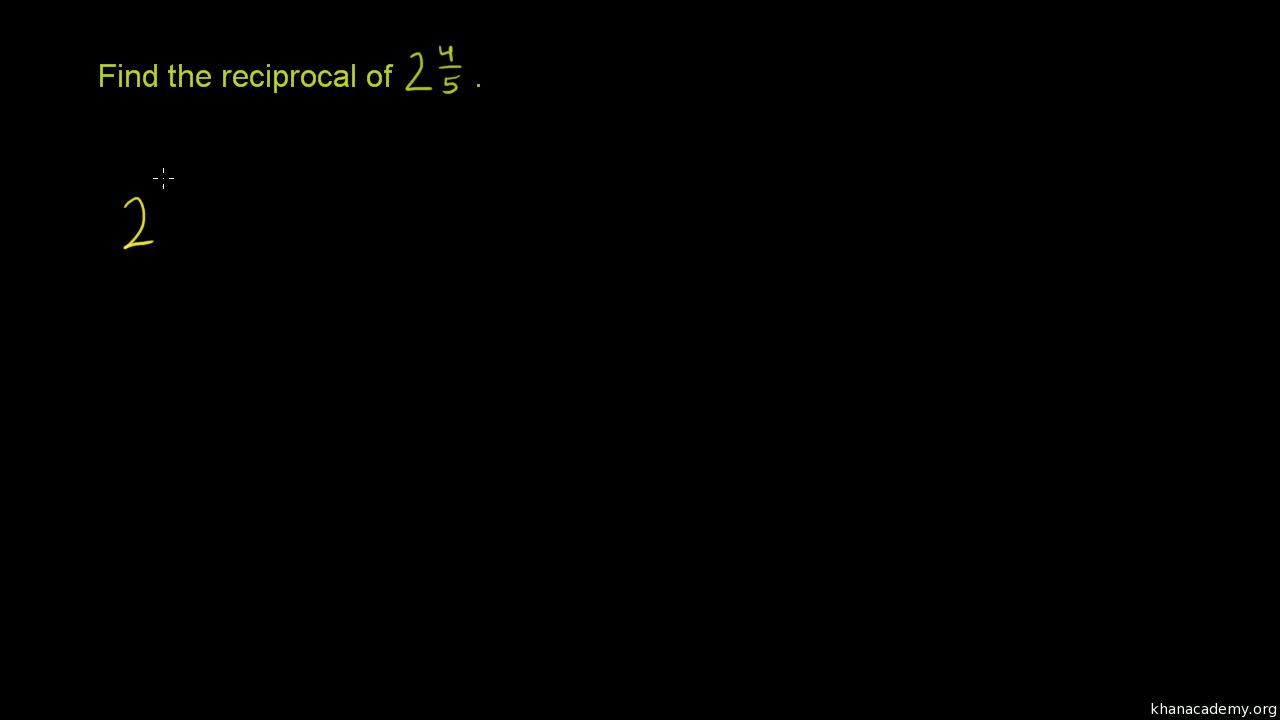 Find the reciprocal of 2 4/5 .
2
khanacademy.org